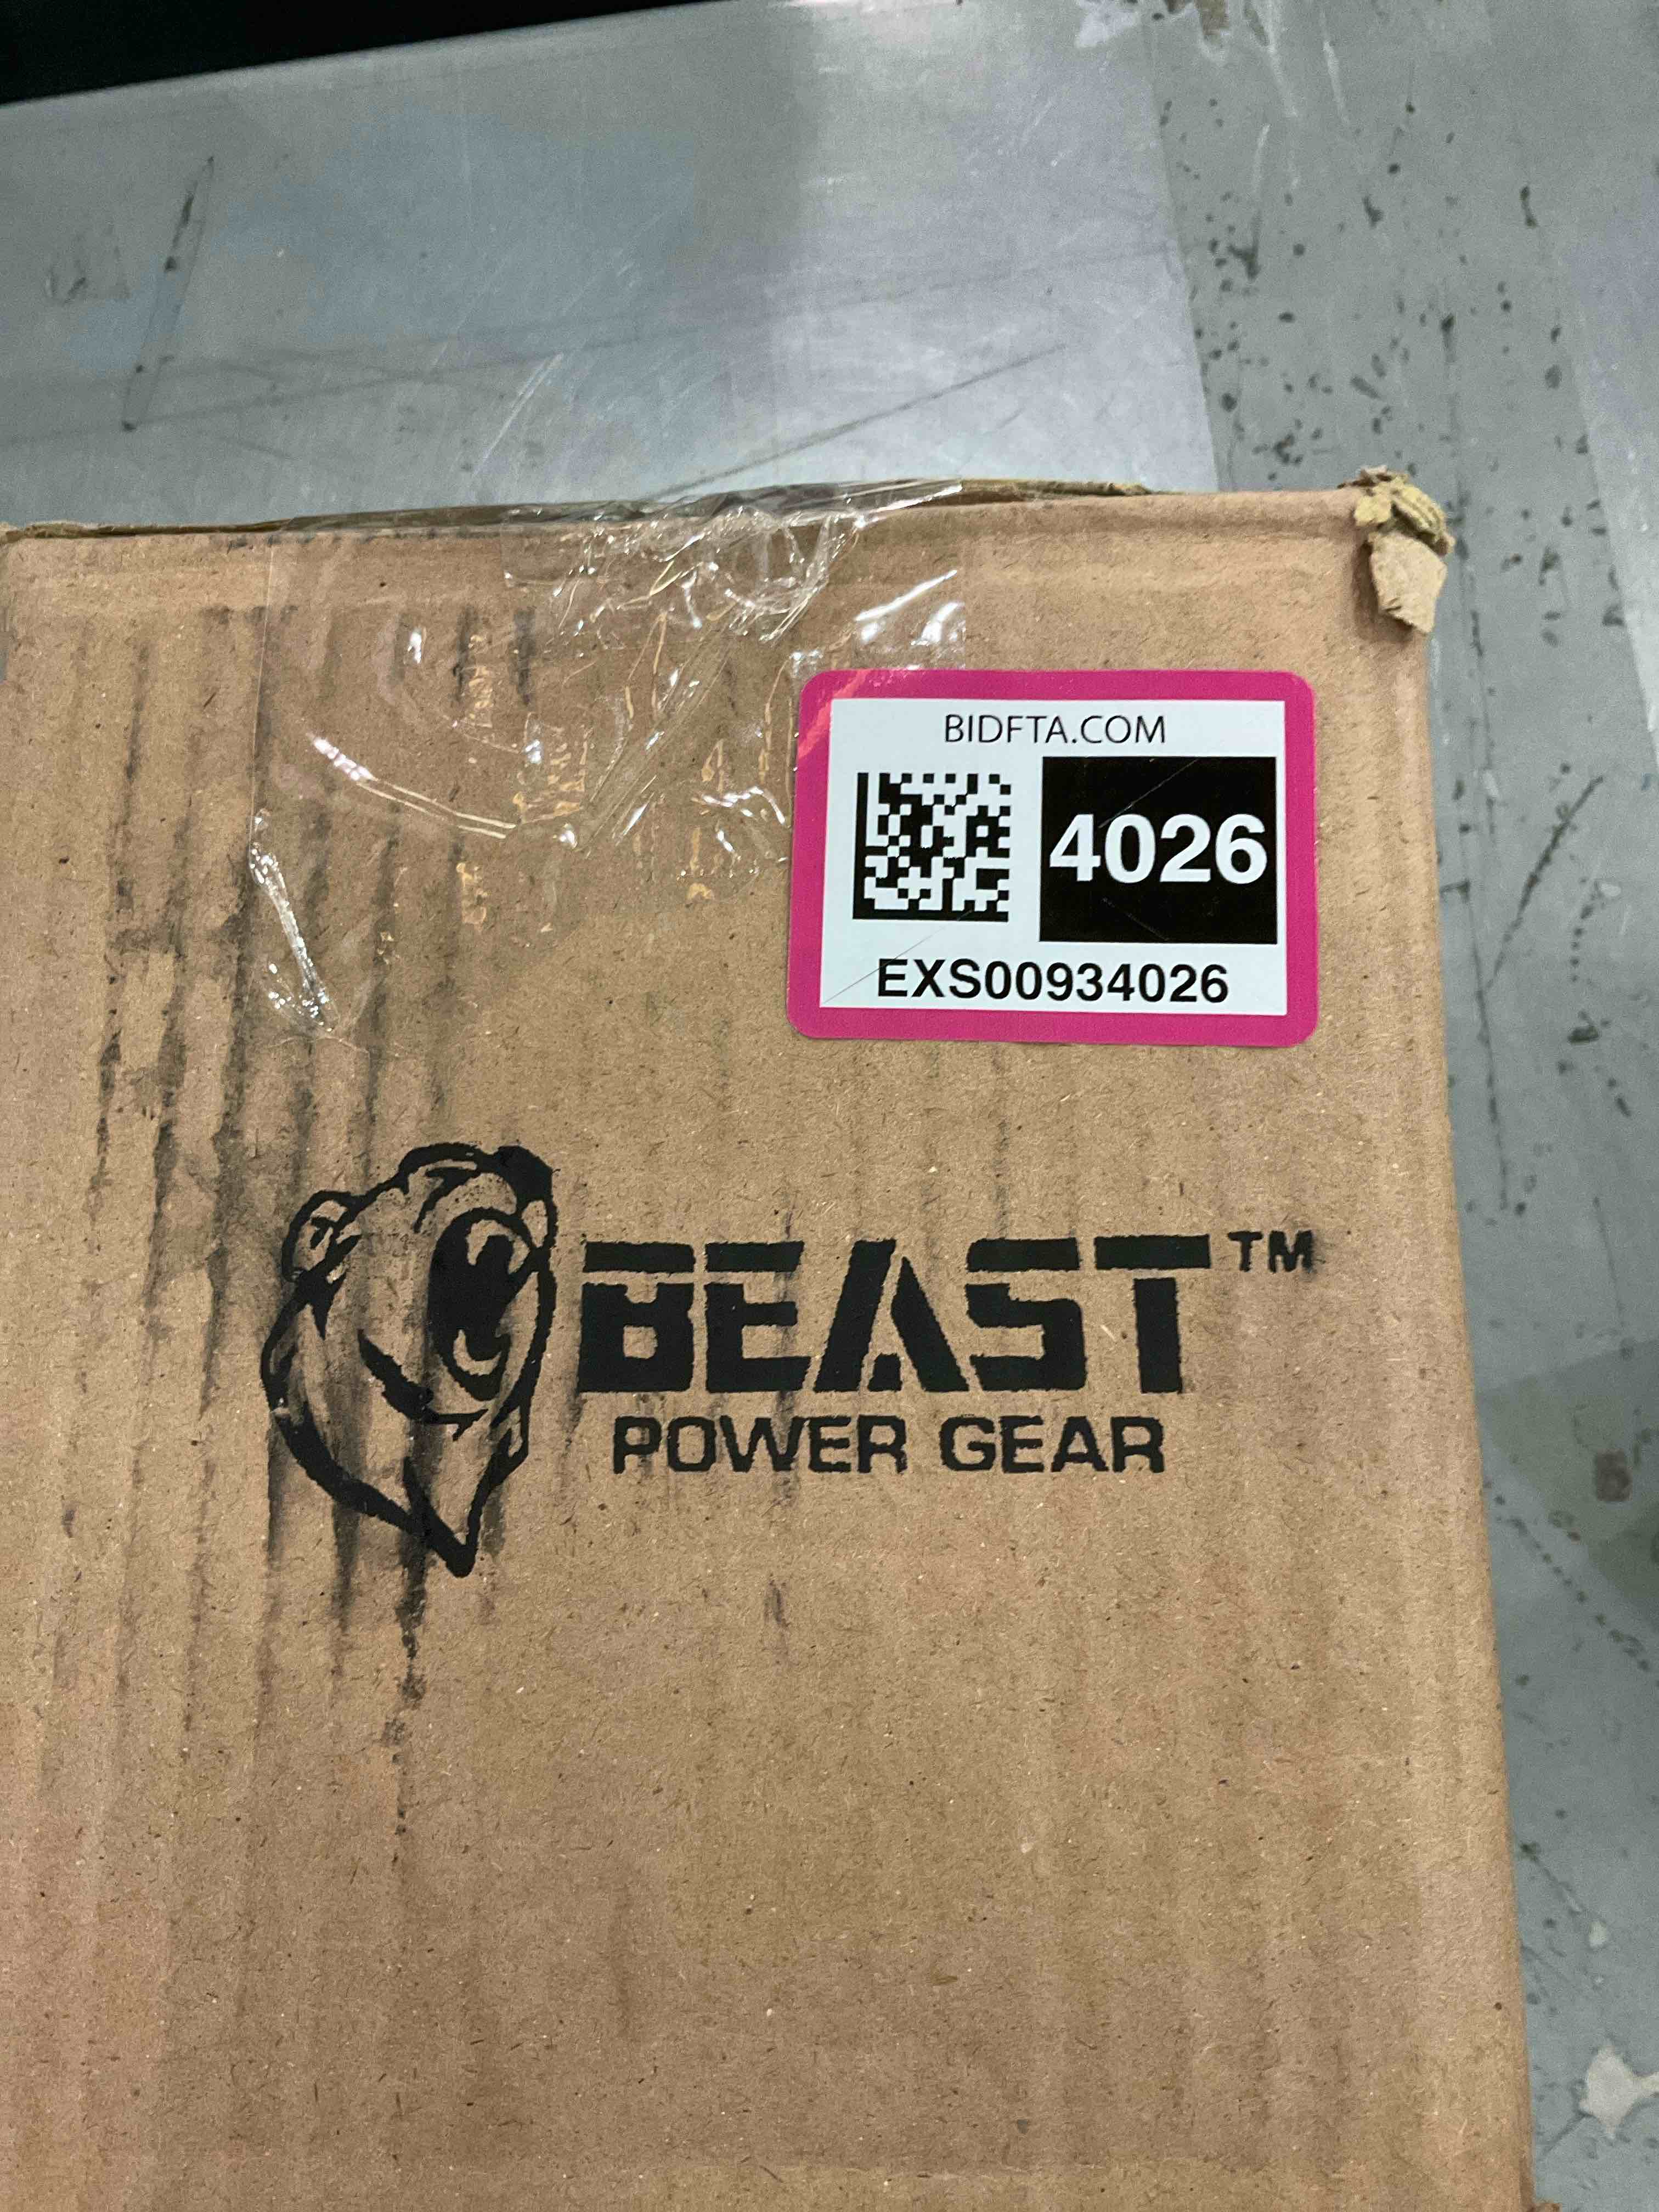 BIDFTA.COM
4026
EXS00934026
BEAST™
POWER GEAR